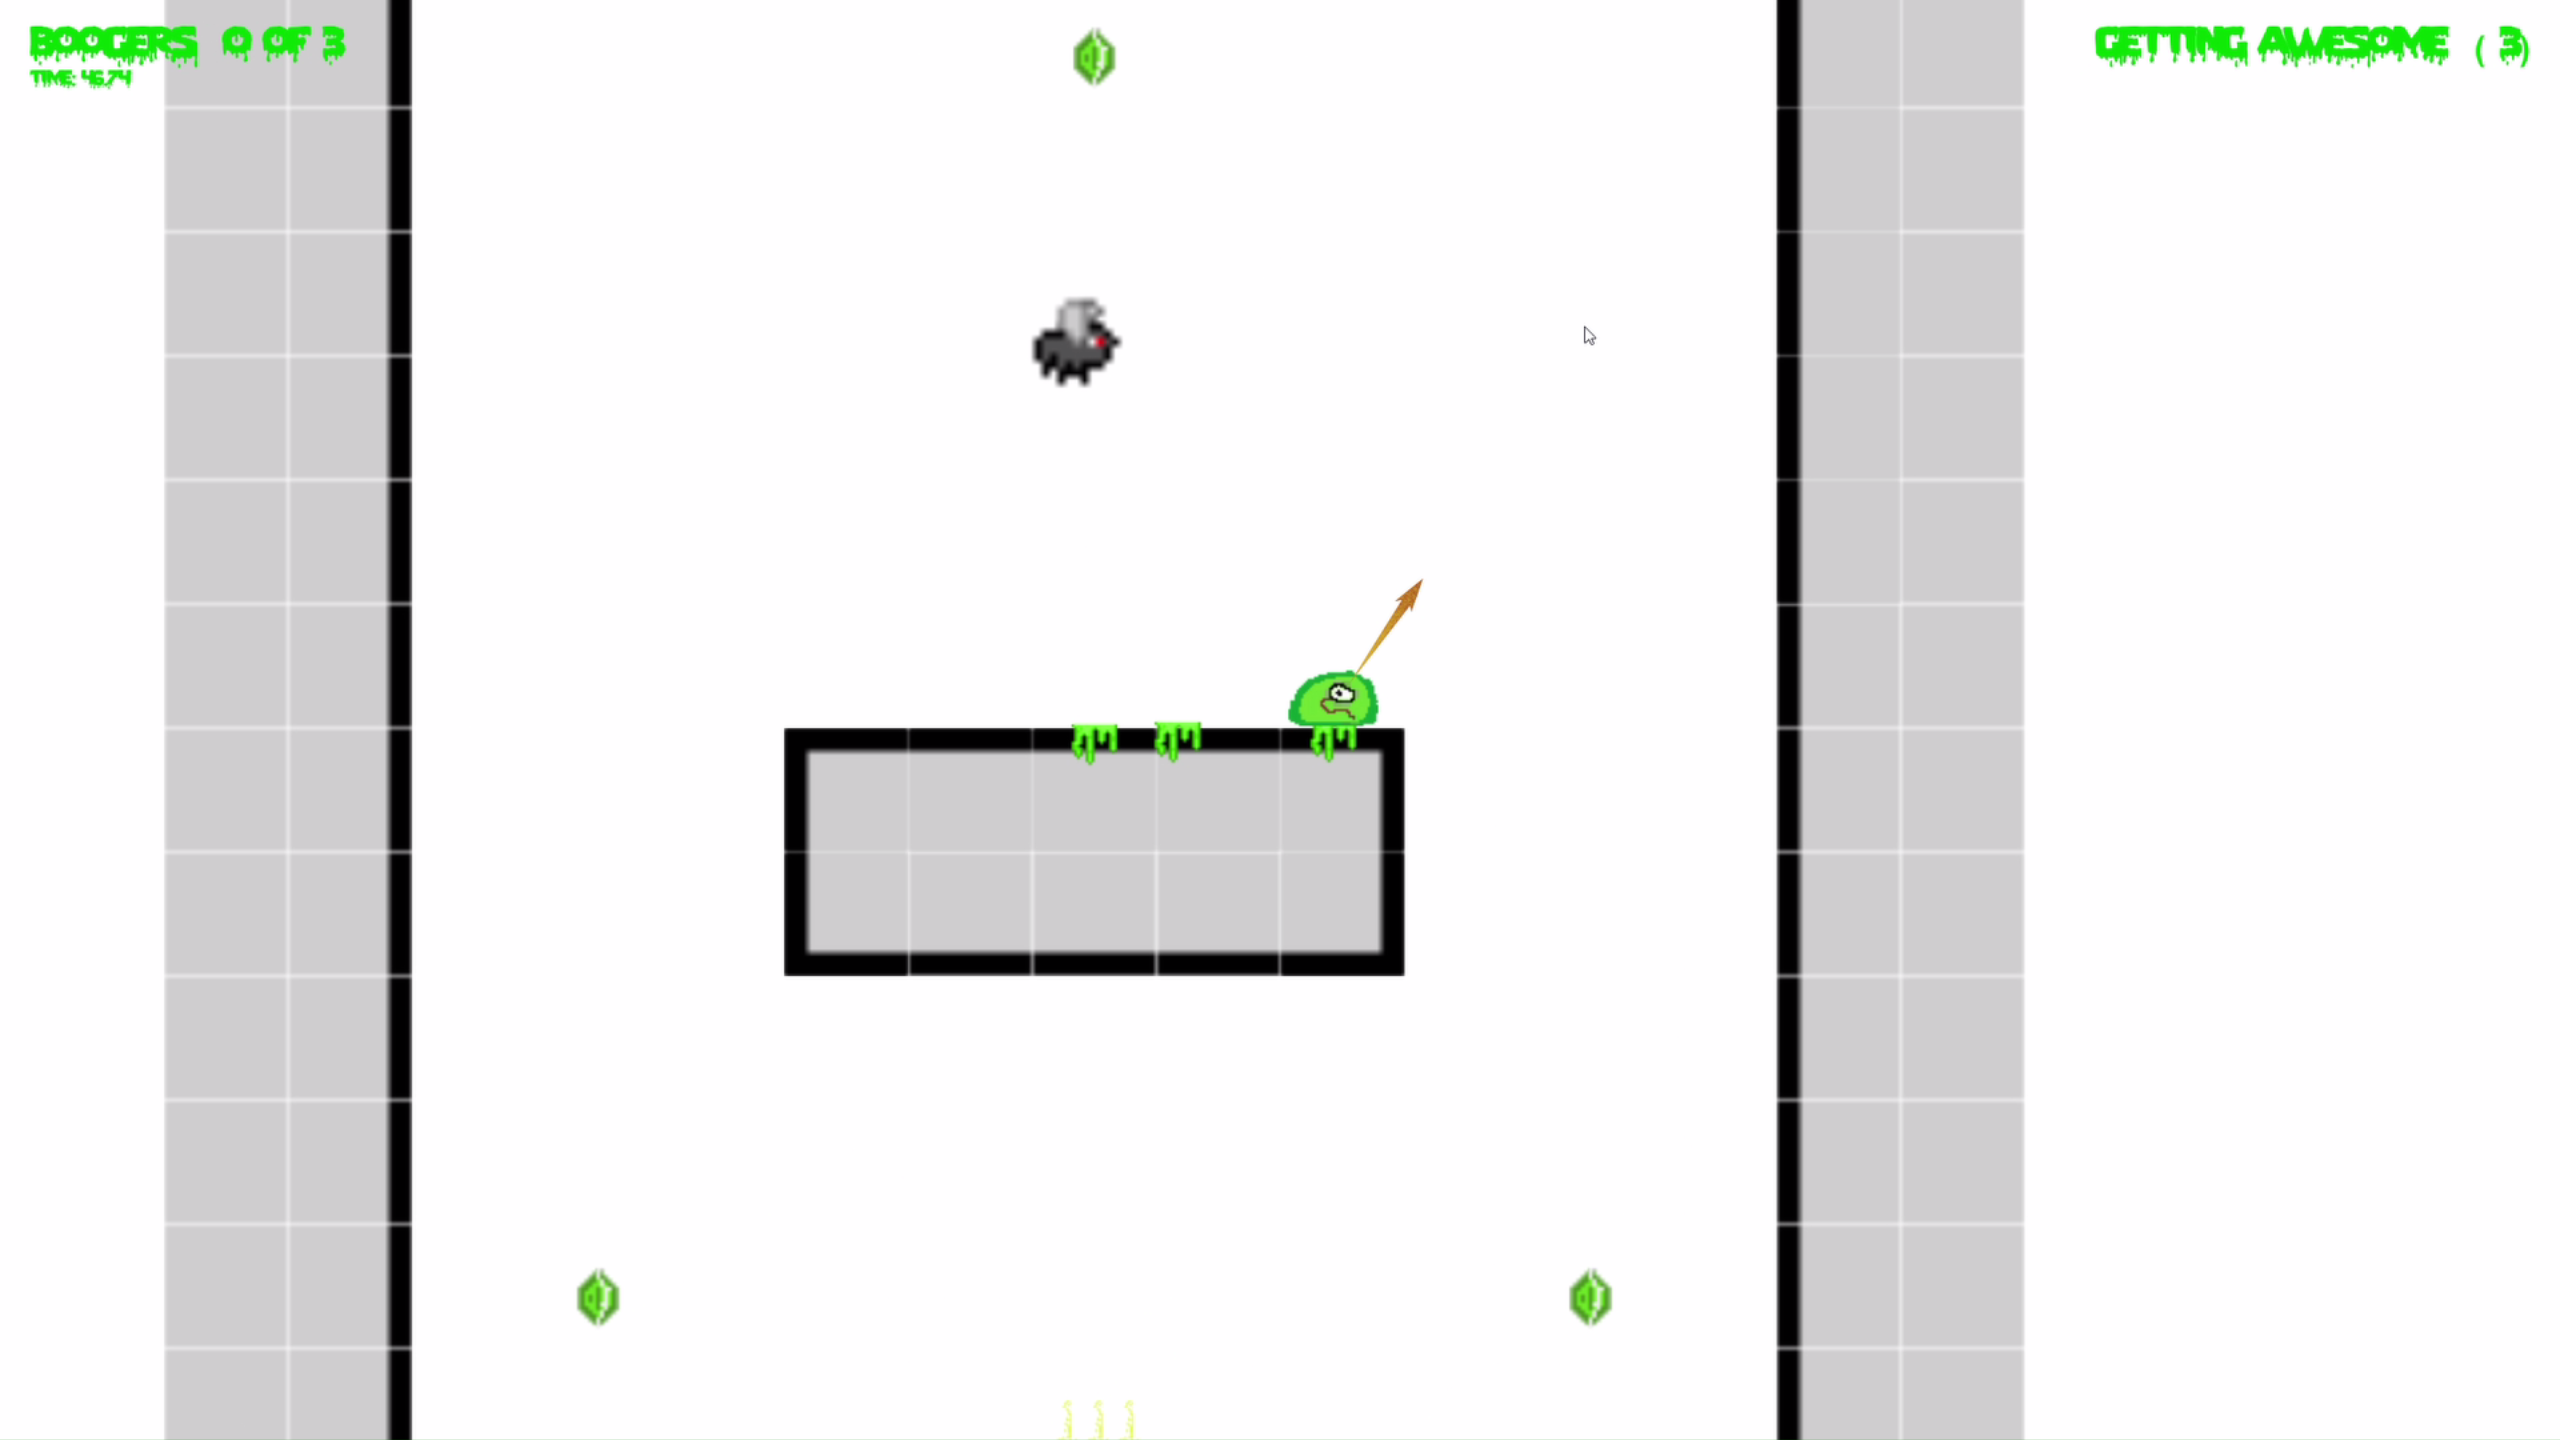 BOOGERS 0 OF 3
TIME: 46.74
GETTING AWESOME ( 3)